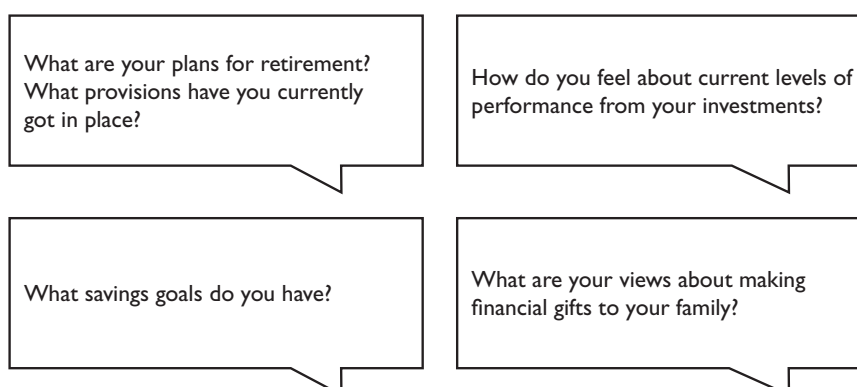 What are your plans for retirement?
What provisions have you currently
got in place?
How do you feel about current levels of
performance from your investments?
What savings goals do you have?
What are your views about making
financial gifts to your family?